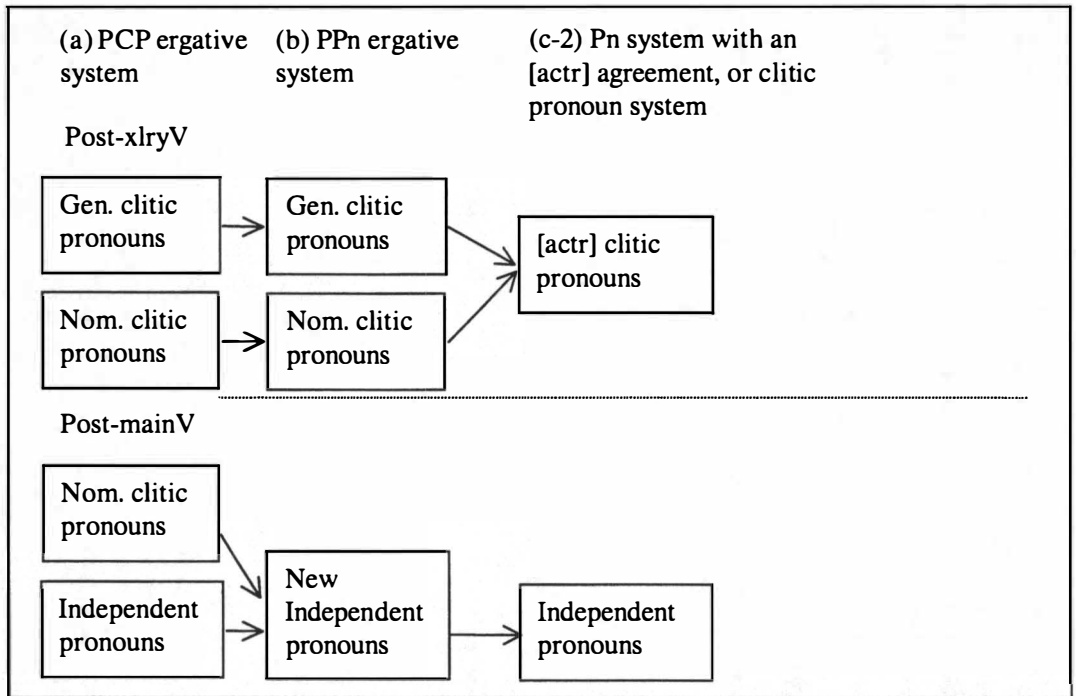 (a) PCP ergative system
(b) PPn ergative system
(c-2) Pn system with an [actr] agreement, or clitic pronoun system
Post-xlryV
Gen. clitic pronouns
Gen. clitic pronouns
[actr] clitic pronouns
Nom. clitic pronouns
Nom. clitic pronouns
Post-mainV
Nom. clitic pronouns
New Independent pronouns
Independent pronouns
Independent pronouns